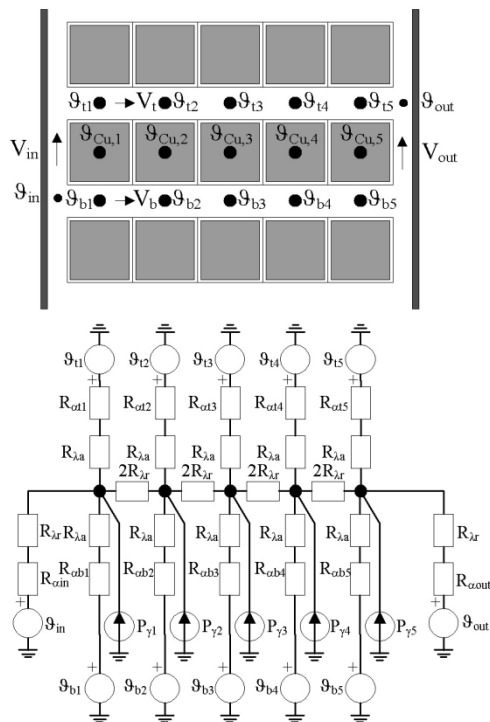 ϑt1 Vt ϑt2 ϑt3 ϑt4 ϑt5 ϑout
ϑCu,1 ϑCu,2 ϑCu,3 ϑCu,4 ϑCu,5
Vin Vout
ϑin ϑb1 Vb ϑb2 ϑb3 ϑb4 ϑb5
ϑt1 ϑt2 ϑt3 ϑt4 ϑt5
+ + + + +
Rαt1 Rαt2 Rαt3 Rαt4 Rαt5
Rλa Rλa Rλa Rλa Rλa
2Rλr 2Rλr 2Rλr 2Rλr
Rλr Rλa Rλa Rλa Rλa Rλa Rλr
Rαin Rαb1 Rαb2 Rαb3 Rαb4 Rαb5 Rαout
+ +
ϑin Pγ1 Pγ2 Pγ3 Pγ4 Pγ5 ϑout
+ + + + +
ϑb1 ϑb2 ϑb3 ϑb4 ϑb5